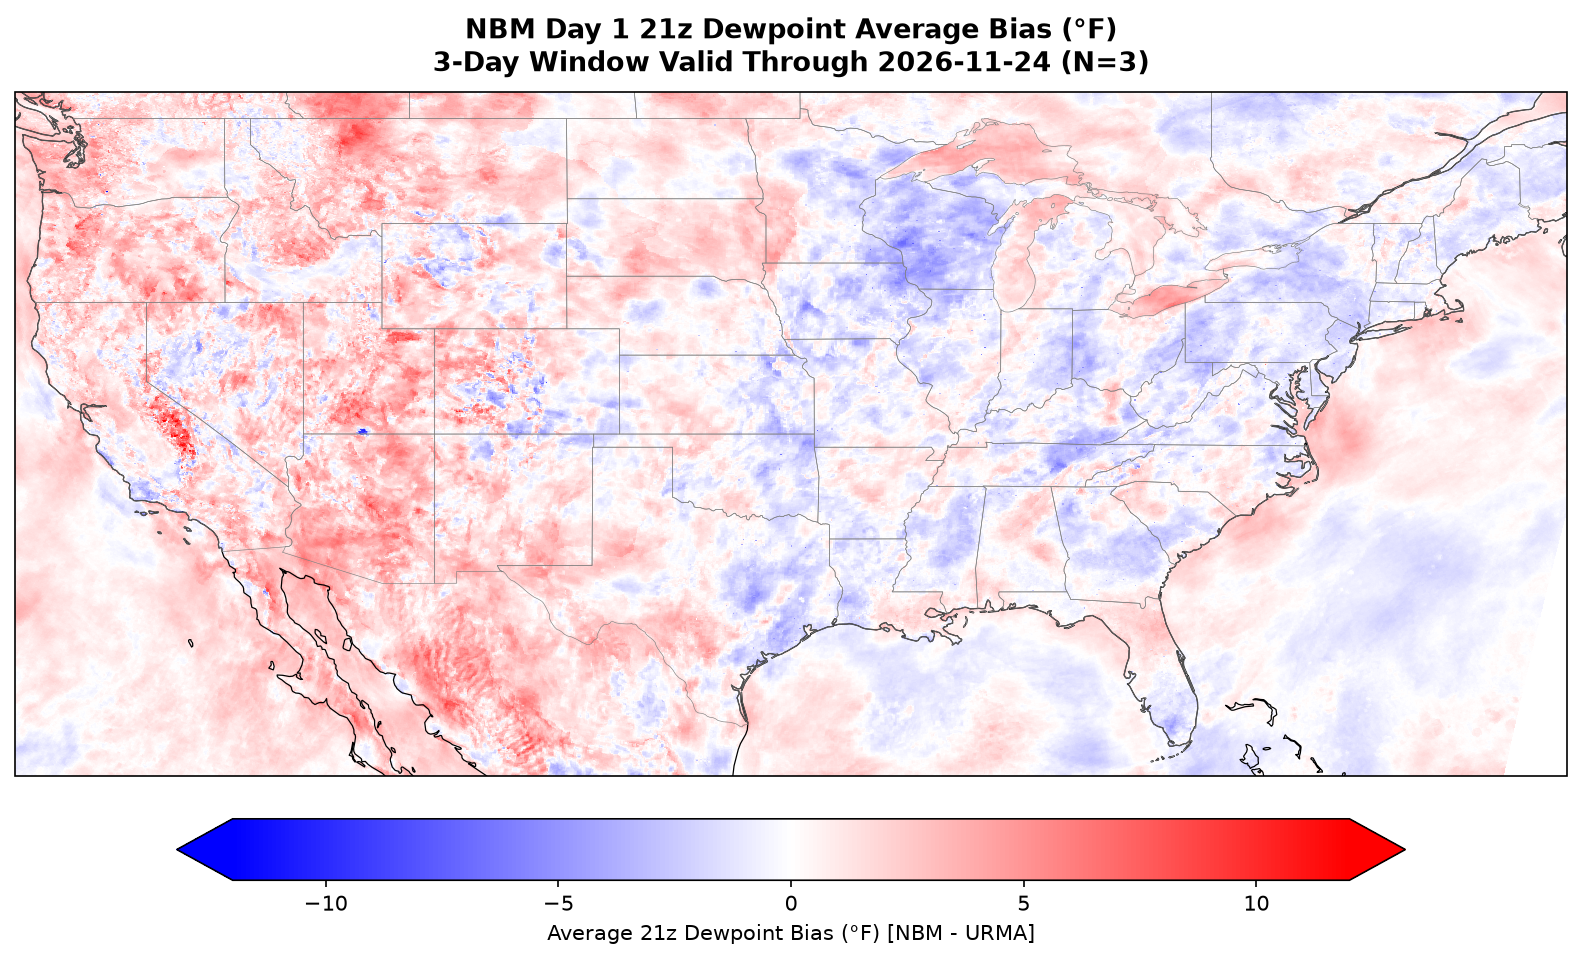 NBM Day 1 21z Dewpoint Average Bias (°F)
3-Day Window Valid Through 2026-11-24 (N=3)
−10 −5 0 5 10
Average 21z Dewpoint Bias (°F) [NBM - URMA]